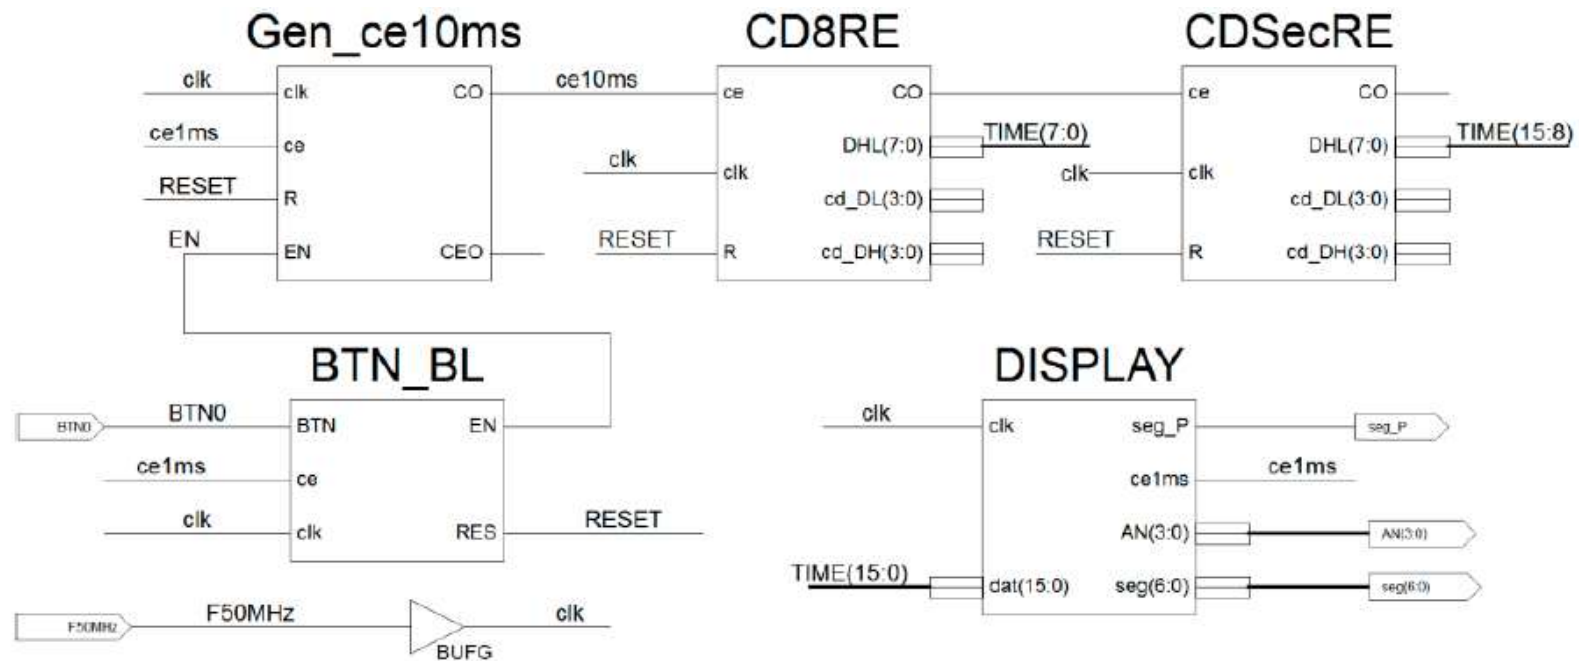 Gen_ce10ms
clk
clk
CO
ce10ms
ce1ms
ce
RESET
R
EN
EN
CEO
CD8RE
ce
CO
DHL(7:0)
TIME(7:0)
clk
clk
cd_DL(3:0)
RESET
R
cd_DH(3:0)
CDSecRE
ce
CO
DHL(7:0)
TIME(15:8)
clk
clk
cd_DL(3:0)
RESET
R
cd_DH(3:0)
BTN_BL
BTN0
BTN0
BTN
EN
ce1ms
ce
clk
clk
RES
RESET
F50MHz
F50MHz
clk
BUFG
DISPLAY
clk
clk
seg_P
seg_P
ce1ms
ce1ms
AN(3:0)
AN(3:0)
TIME(15:0)
dat(15:0)
seg(6:0)
seg(6:0)